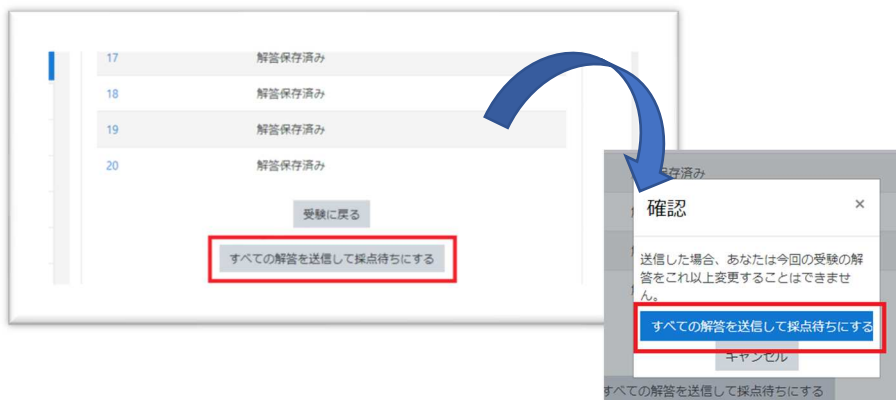 17 解答保存済み
18 解答保存済み
19 解答保存済み
20 解答保存済み
受験に戻る
すべての解答を送信して採点待ちにする
保存済み
確認 ×
送信した場合、あなたは今回の受験の解
答をこれ以上変更することはできませ
ん。
すべての解答を送信して採点待ちにする
キャンセル
すべての解答を送信して採点待ちにする